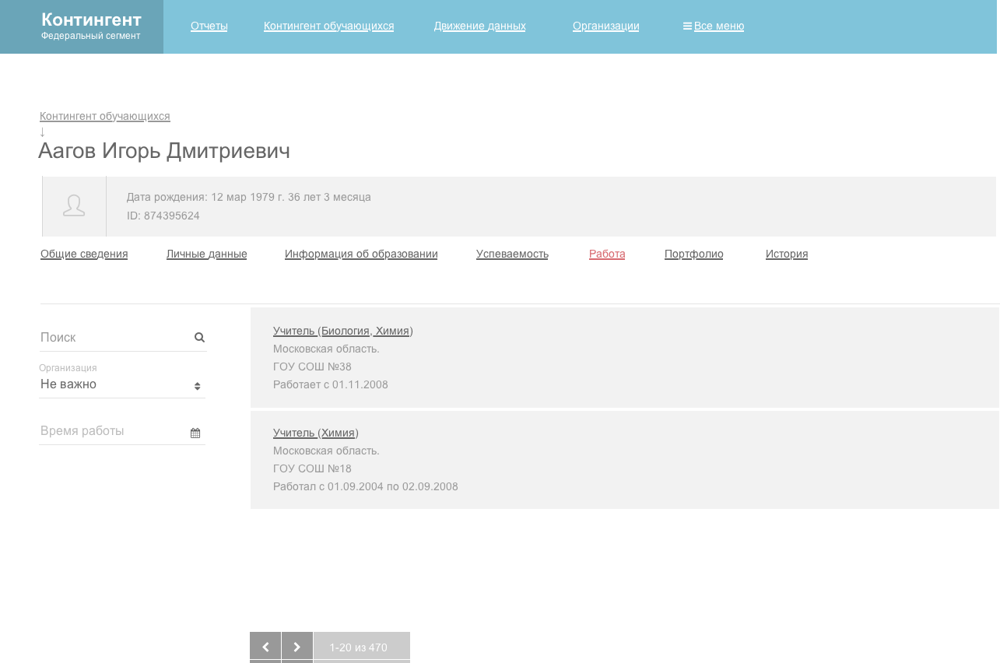 Контингент
Федеральный сегмент
Отчеты
Контингент обучающихся
Движение данных
Организации
Все меню
Контингент обучающихся
↓
Аагов Игорь Дмитриевич
Дата рождения: 12 мар 1979 г. 36 лет 3 месяца
ID: 874395624
Общие сведения
Личные данные
Информация об образовании
Успеваемость
Работа
Портфолио
История
Поиск
Организация
Не важно
Время работы
Учитель (Биология, Химия)
Московская область.
ГОУ СОШ №38
Работает с 01.11.2008
Учитель (Химия)
Московская область.
ГОУ СОШ №18
Работал с 01.09.2004 по 02.09.2008
1-20 из 470